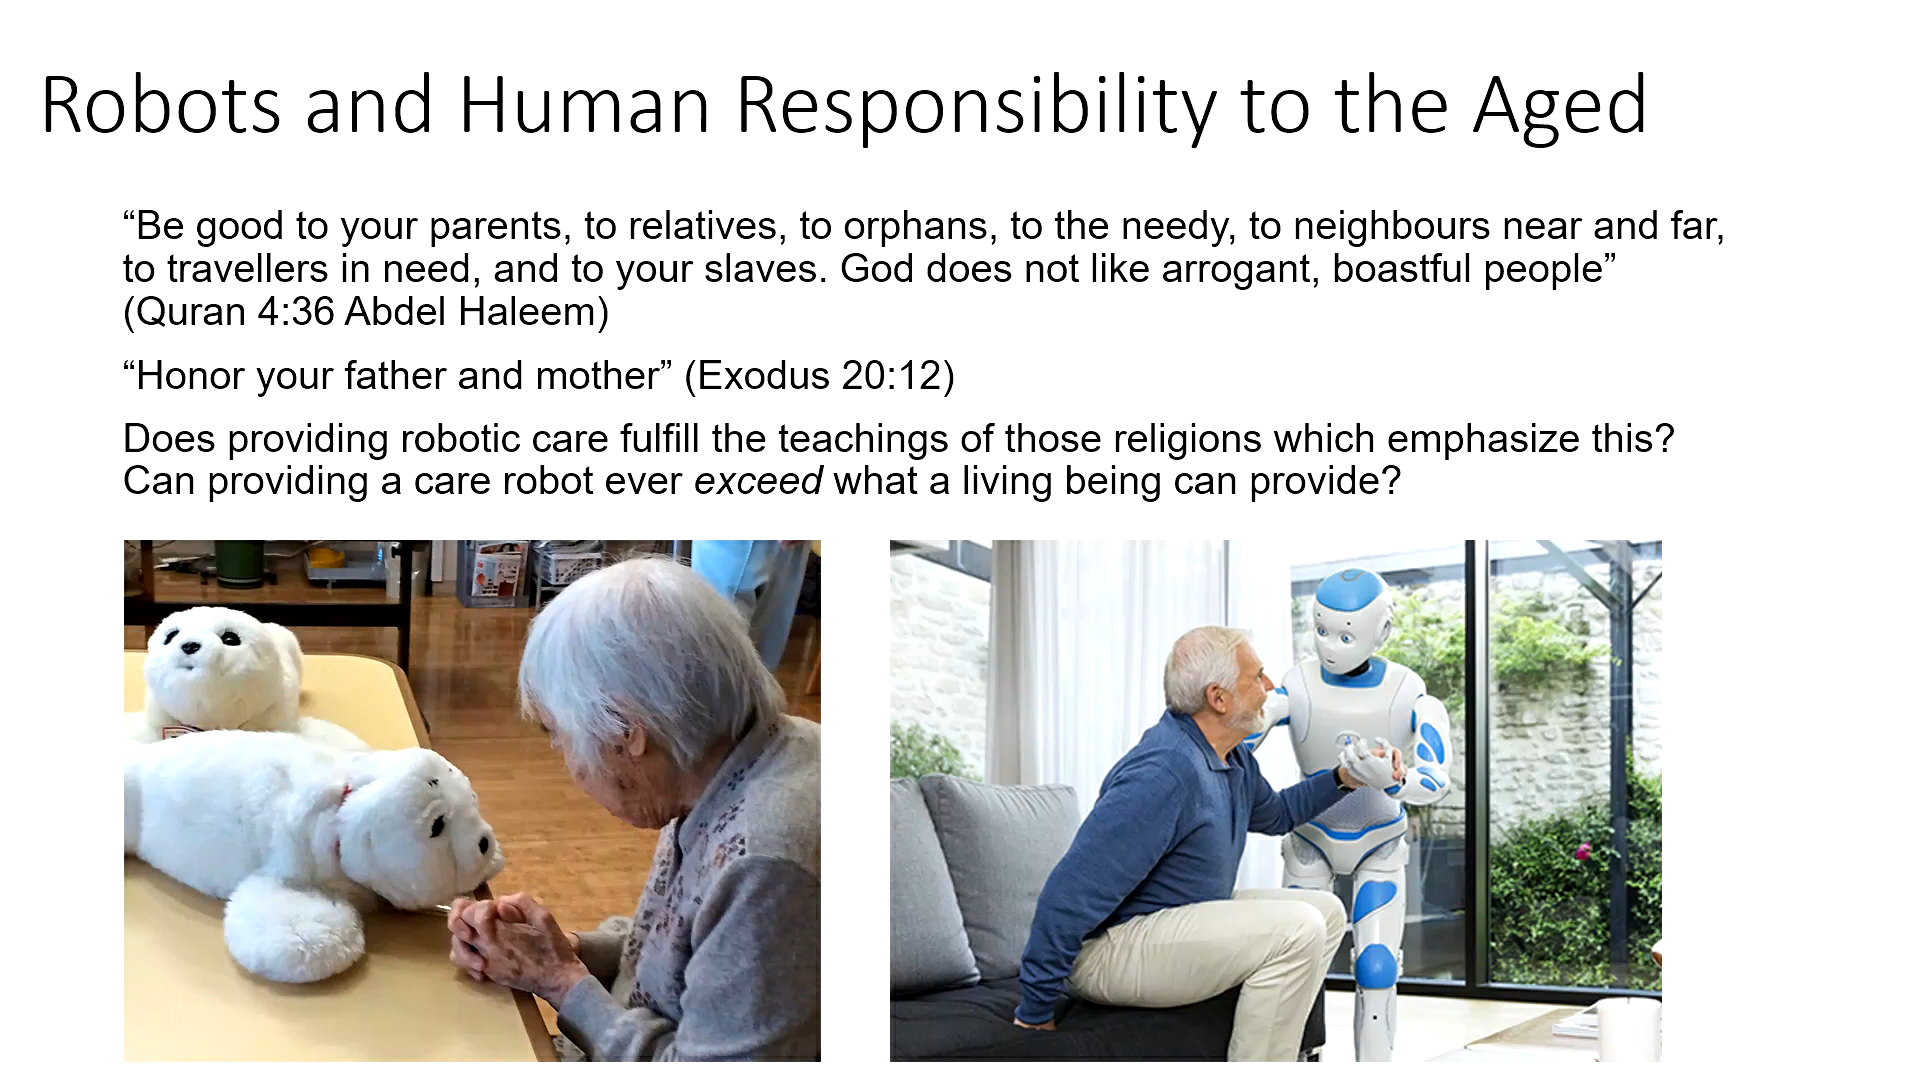 Robots and Human Responsibility to the Aged
“Be good to your parents, to relatives, to orphans, to the needy, to neighbours near and far,
to travellers in need, and to your slaves. God does not like arrogant, boastful people”
(Quran 4:36 Abdel Haleem)
“Honor your father and mother” (Exodus 20:12)
Does providing robotic care fulfill the teachings of those religions which emphasize this?
Can providing a care robot ever exceed what a living being can provide?